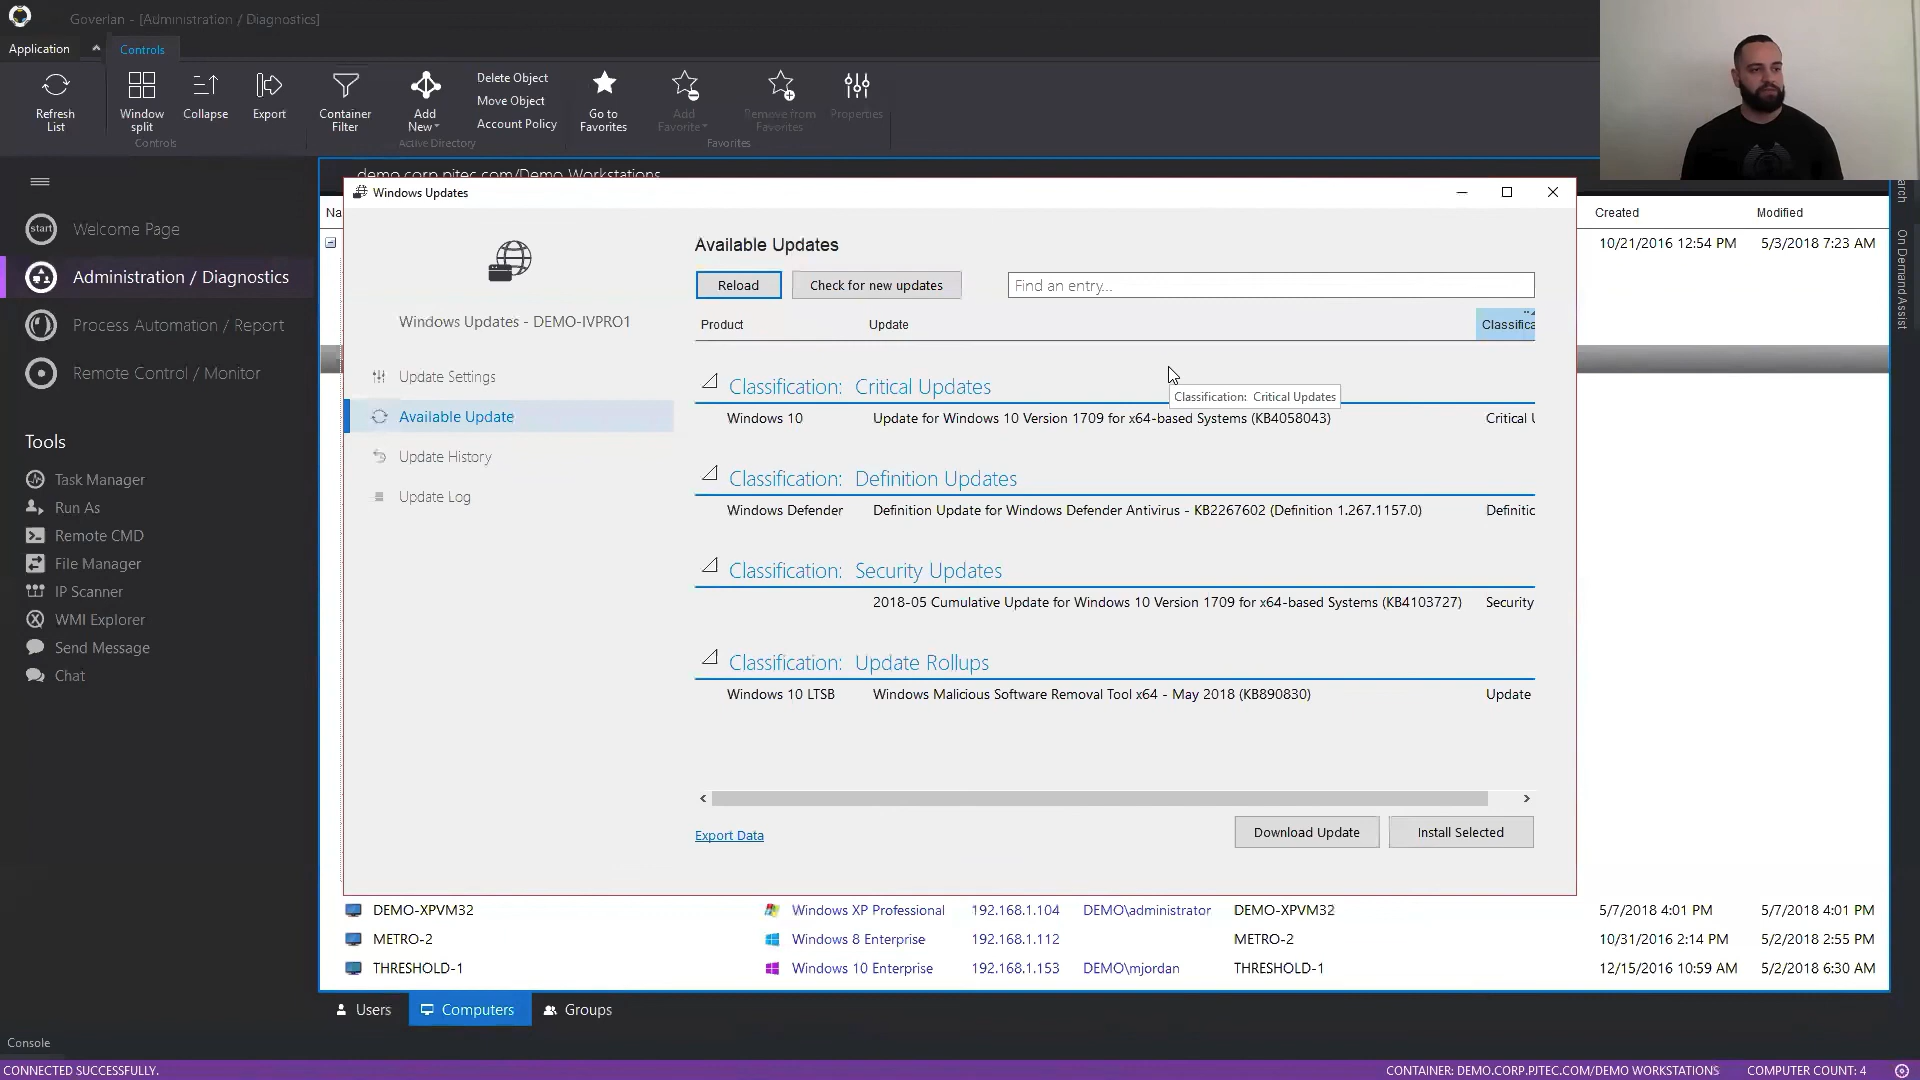 Goverlan - [Administration / Diagnostics]
Application
Controls
Refresh List
Window split
Collapse
Export
Controls
Container Filter
Add New
Delete Object
Move Object
Account Policy
Active Directory
Go to Favorites
Add Favorite
Remove from Favorites
Properties
Favorites
demo.corp.pjtec.com/Demo Workstations
Windows Updates
Na
Created
Modified
10/21/2016 12:54 PM
5/3/2018 7:23 AM
On Demand Assist
start
Welcome Page
Administration / Diagnostics
Process Automation / Report
Remote Control / Monitor
Tools
Task Manager
Run As
Remote CMD
File Manager
IP Scanner
WMI Explorer
Send Message
Chat
Windows Updates - DEMO-IVPRO1
Update Settings
Available Update
Update History
Update Log
Available Updates
Reload
Check for new updates
Find an entry...
Product
Update
Classifica
Classification: Critical Updates
Classification: Critical Updates
Windows 10
Update for Windows 10 Version 1709 for x64-based Systems (KB4058043)
Critical U
Classification: Definition Updates
Windows Defender
Definition Update for Windows Defender Antivirus - KB2267602 (Definition 1.267.1157.0)
Definitic
Classification: Security Updates
2018-05 Cumulative Update for Windows 10 Version 1709 for x64-based Systems (KB4103727)
Security
Classification: Update Rollups
Windows 10 LTSB
Windows Malicious Software Removal Tool x64 - May 2018 (KB890830)
Update
Export Data
Download Update
Install Selected
DEMO-XPVM32
Windows XP Professional
192.168.1.104
DEMO\administrator
DEMO-XPVM32
5/7/2018 4:01 PM
5/7/2018 4:01 PM
METRO-2
Windows 8 Enterprise
192.168.1.112
METRO-2
10/31/2016 2:14 PM
5/2/2018 2:55 PM
THRESHOLD-1
Windows 10 Enterprise
192.168.1.153
DEMO\mjordan
THRESHOLD-1
12/15/2016 10:59 AM
5/2/2018 6:30 AM
Users
Computers
Groups
Console
CONNECTED SUCCESSFULLY.
CONTAINER: DEMO.CORP.PJTEC.COM/DEMO WORKSTATIONS
COMPUTER COUNT: 4